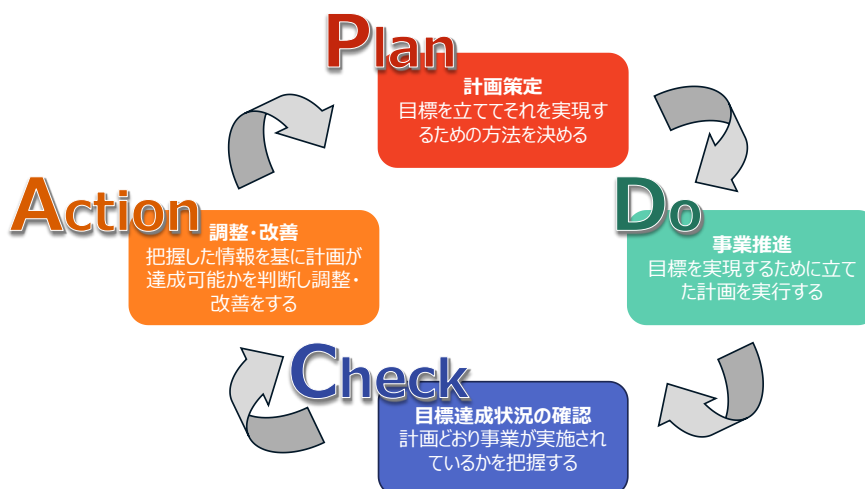 Plan
計画策定
目標を立ててそれを実現す
るための方法を決める
Do
事業推進
目標を実現するために立て
た計画を実行する
Check
目標達成状況の確認
計画どおり事業が実施され
ているかを把握する
Action
調整・改善
把握した情報を基に計画が
達成可能かを判断し調整・
改善をする